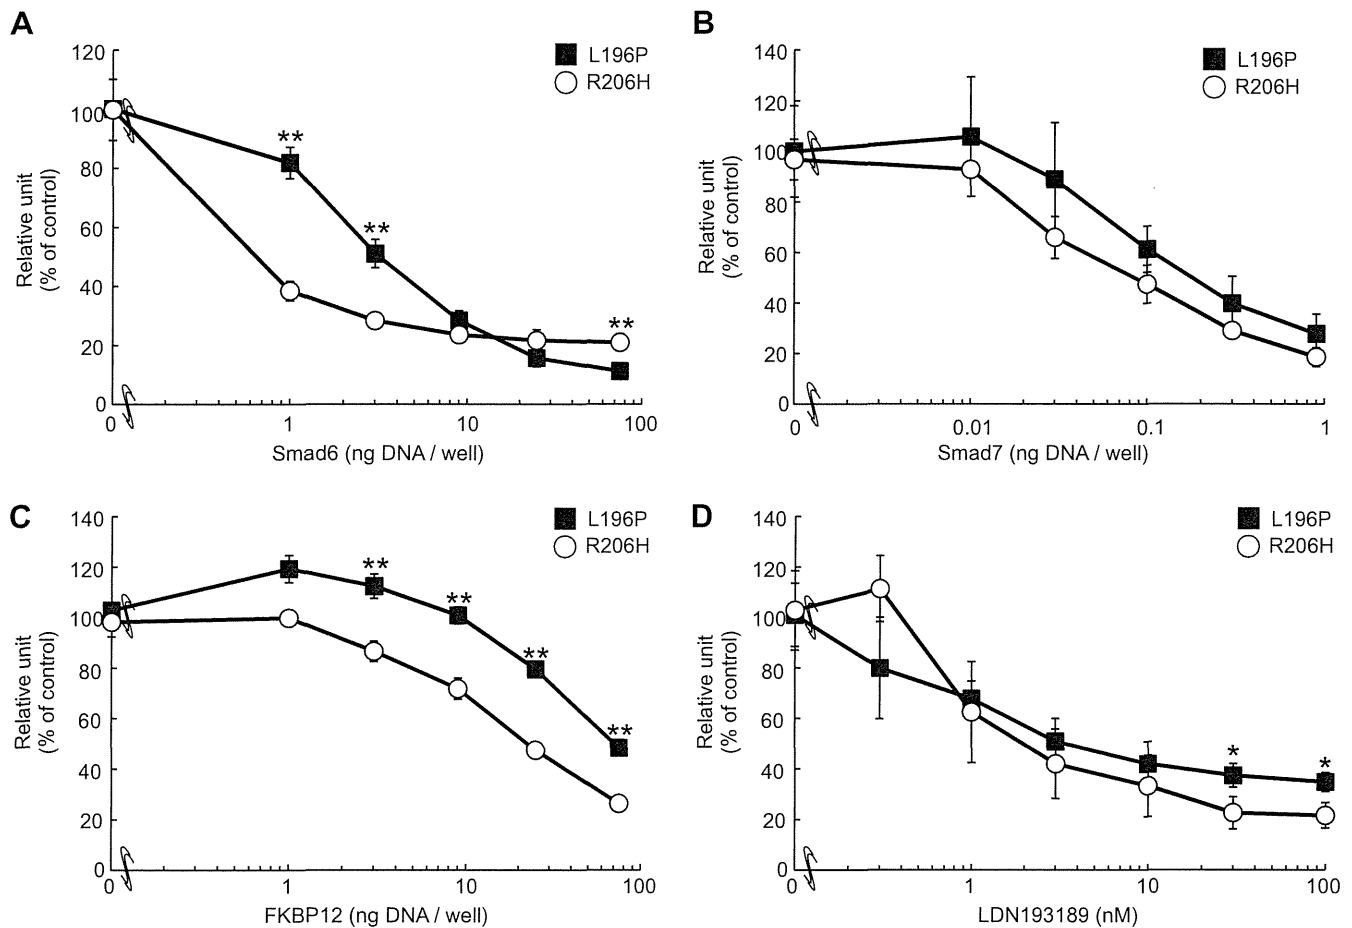 A
120
100
80
60
40
20
0
Relative unit
(% of control)
L196P
R206H
**
**
**
0 1 10 100
Smad6 (ng DNA / well)
B
140
120
100
80
60
40
20
0
Relative unit
(% of control)
L196P
R206H
0 0.01 0.1 1
Smad7 (ng DNA / well)
C
140
120
100
80
60
40
20
0
Relative unit
(% of control)
L196P
R206H
**
**
**
**
0 1 10 100
FKBP12 (ng DNA / well)
D
140
120
100
80
60
40
20
0
Relative unit
(% of control)
L196P
R206H
*
*
0 1 10 100
LDN193189 (nM)